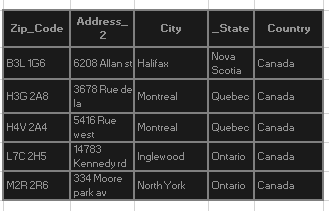 Zip_Code Address_2 City _State Country
B3L 1G6 6208 Allan st Halifax Nova Scotia Canada
H3G 2A8 3678 Rue de la Montreal Quebec Canada
H4V 2A4 5416 Rue west Montreal Quebec Canada
L7C 2H5 14783 Kennedy rd Inglewood Ontario Canada
M2R 2R6 334 Moore park av North York Ontario Canada